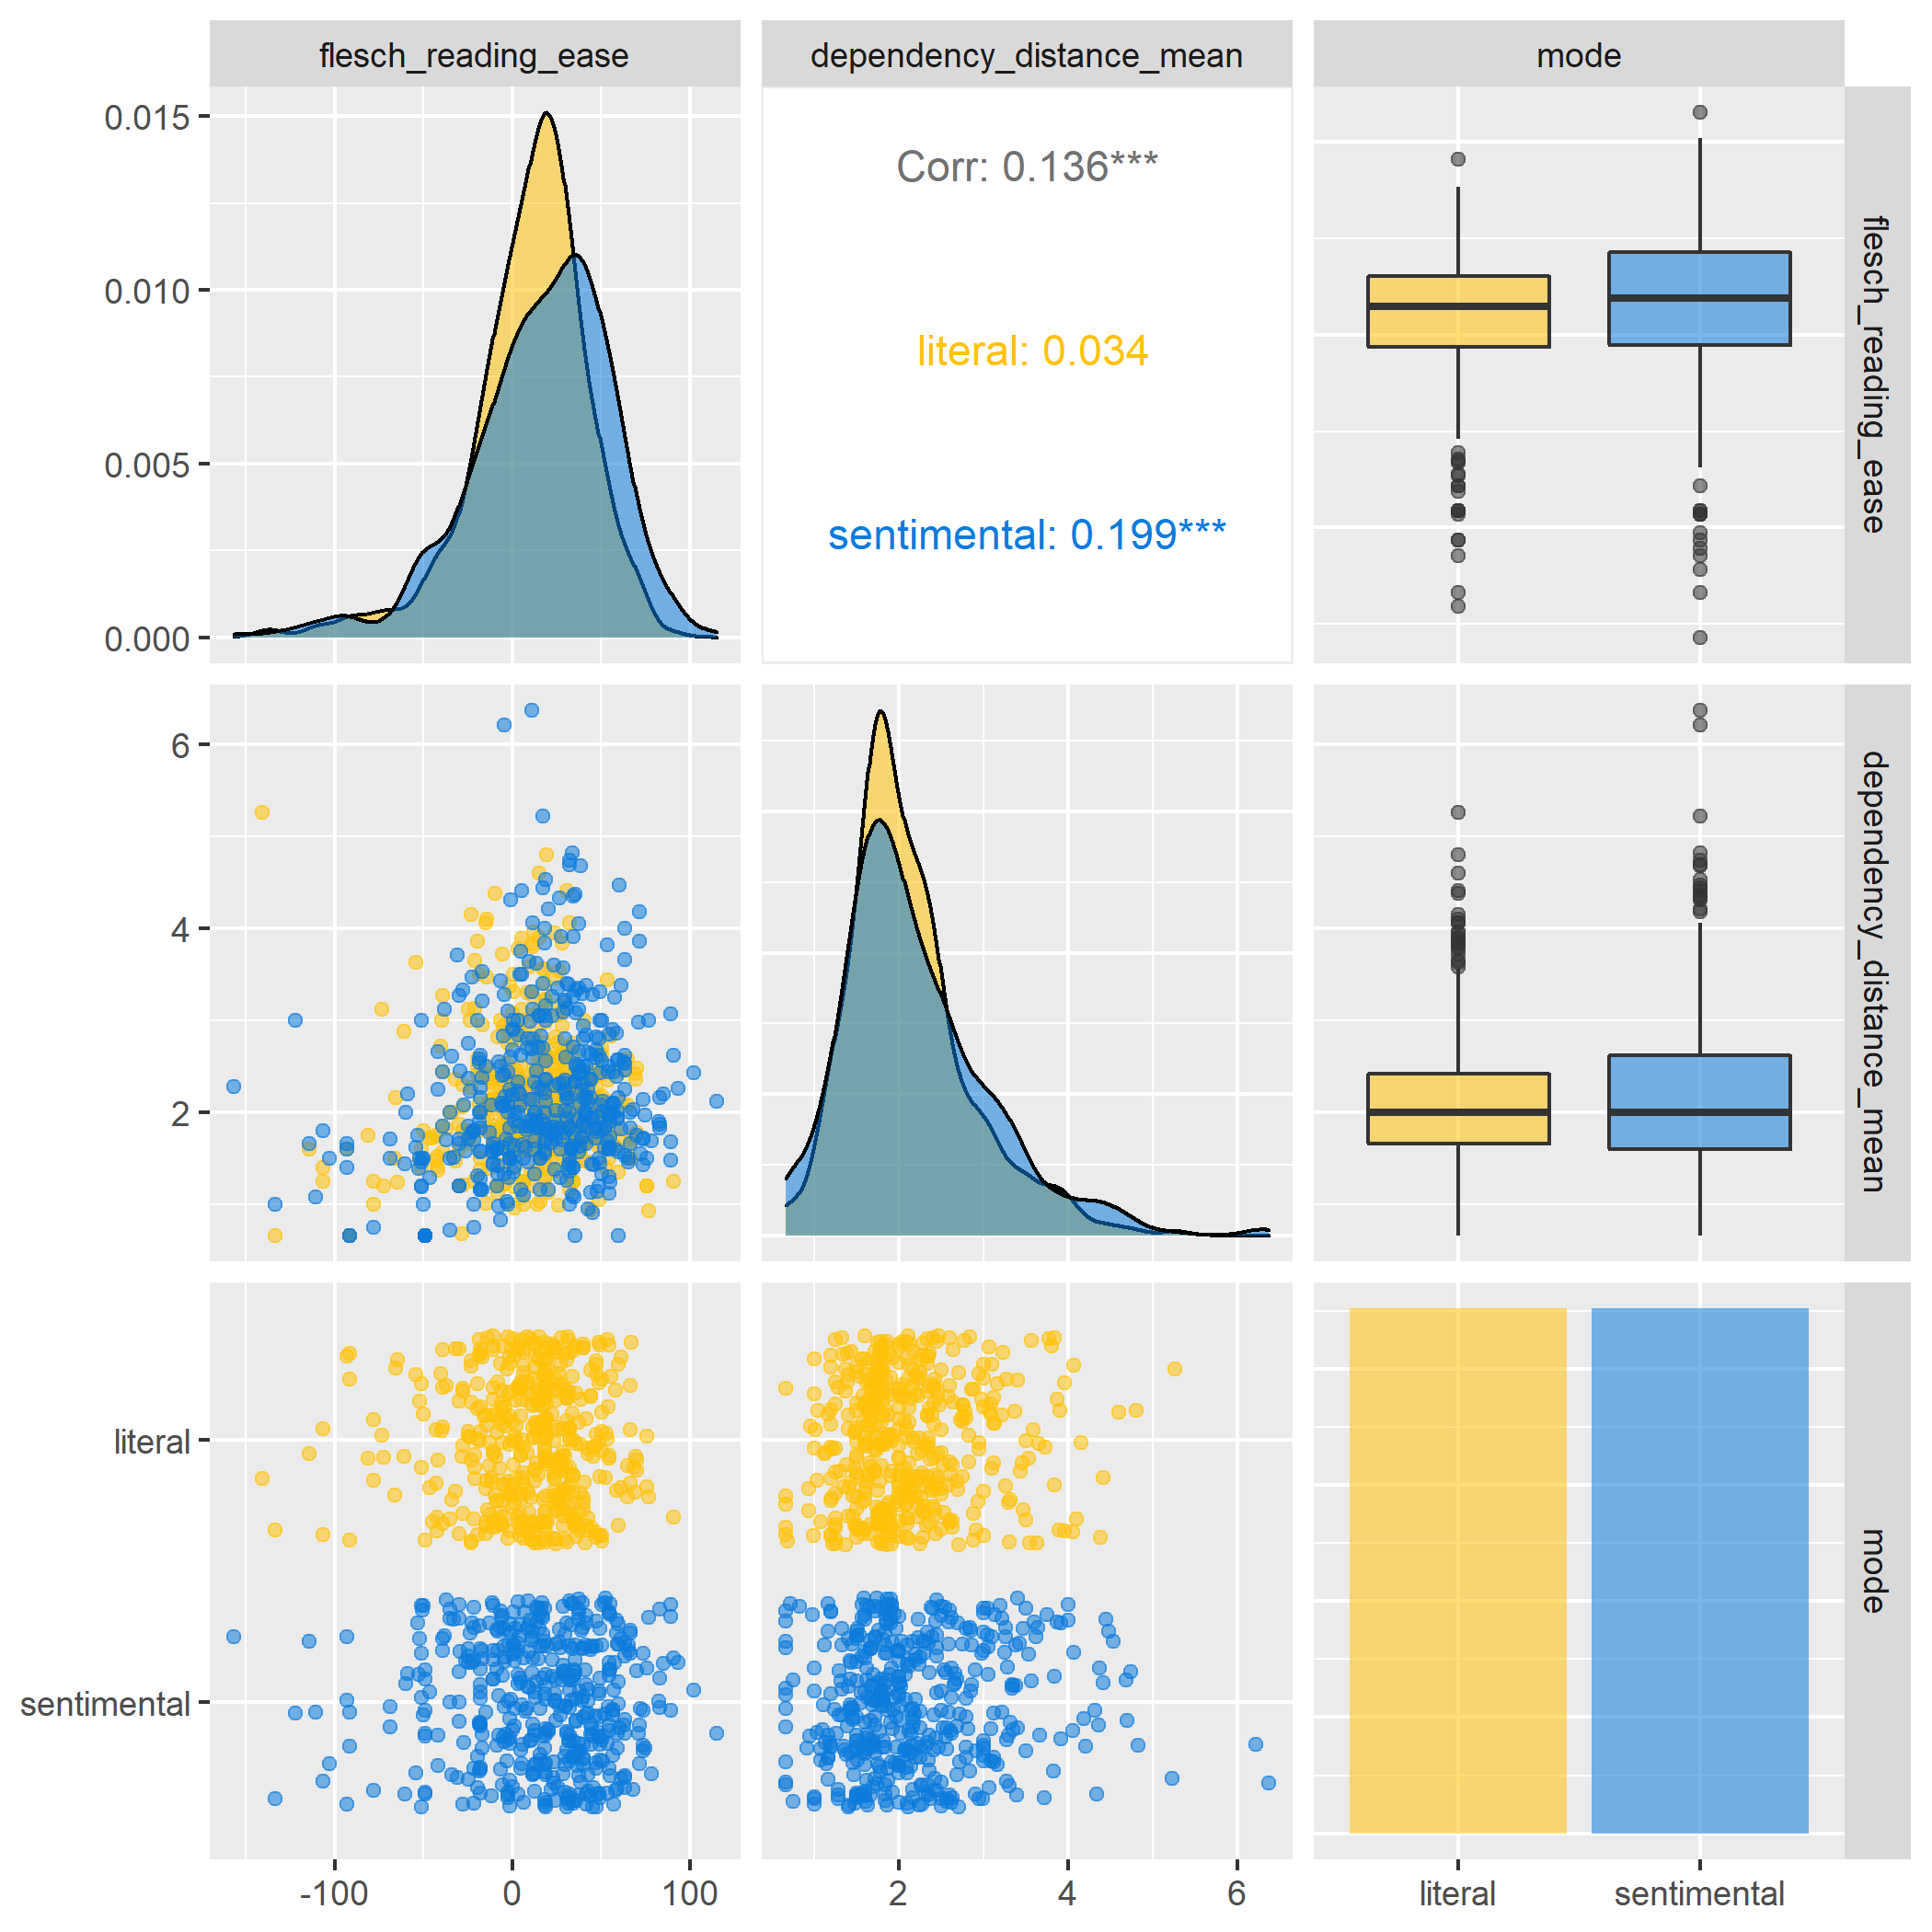 flesch_reading_ease
dependency_distance_mean
mode
0.015
0.010
0.005
0.000
Corr: 0.136***
literal: 0.034
sentimental: 0.199***
flesch_reading_ease
6
4
2
dependency_distance_mean
literal
sentimental
mode
-100
0
100
2
4
6
literal
sentimental